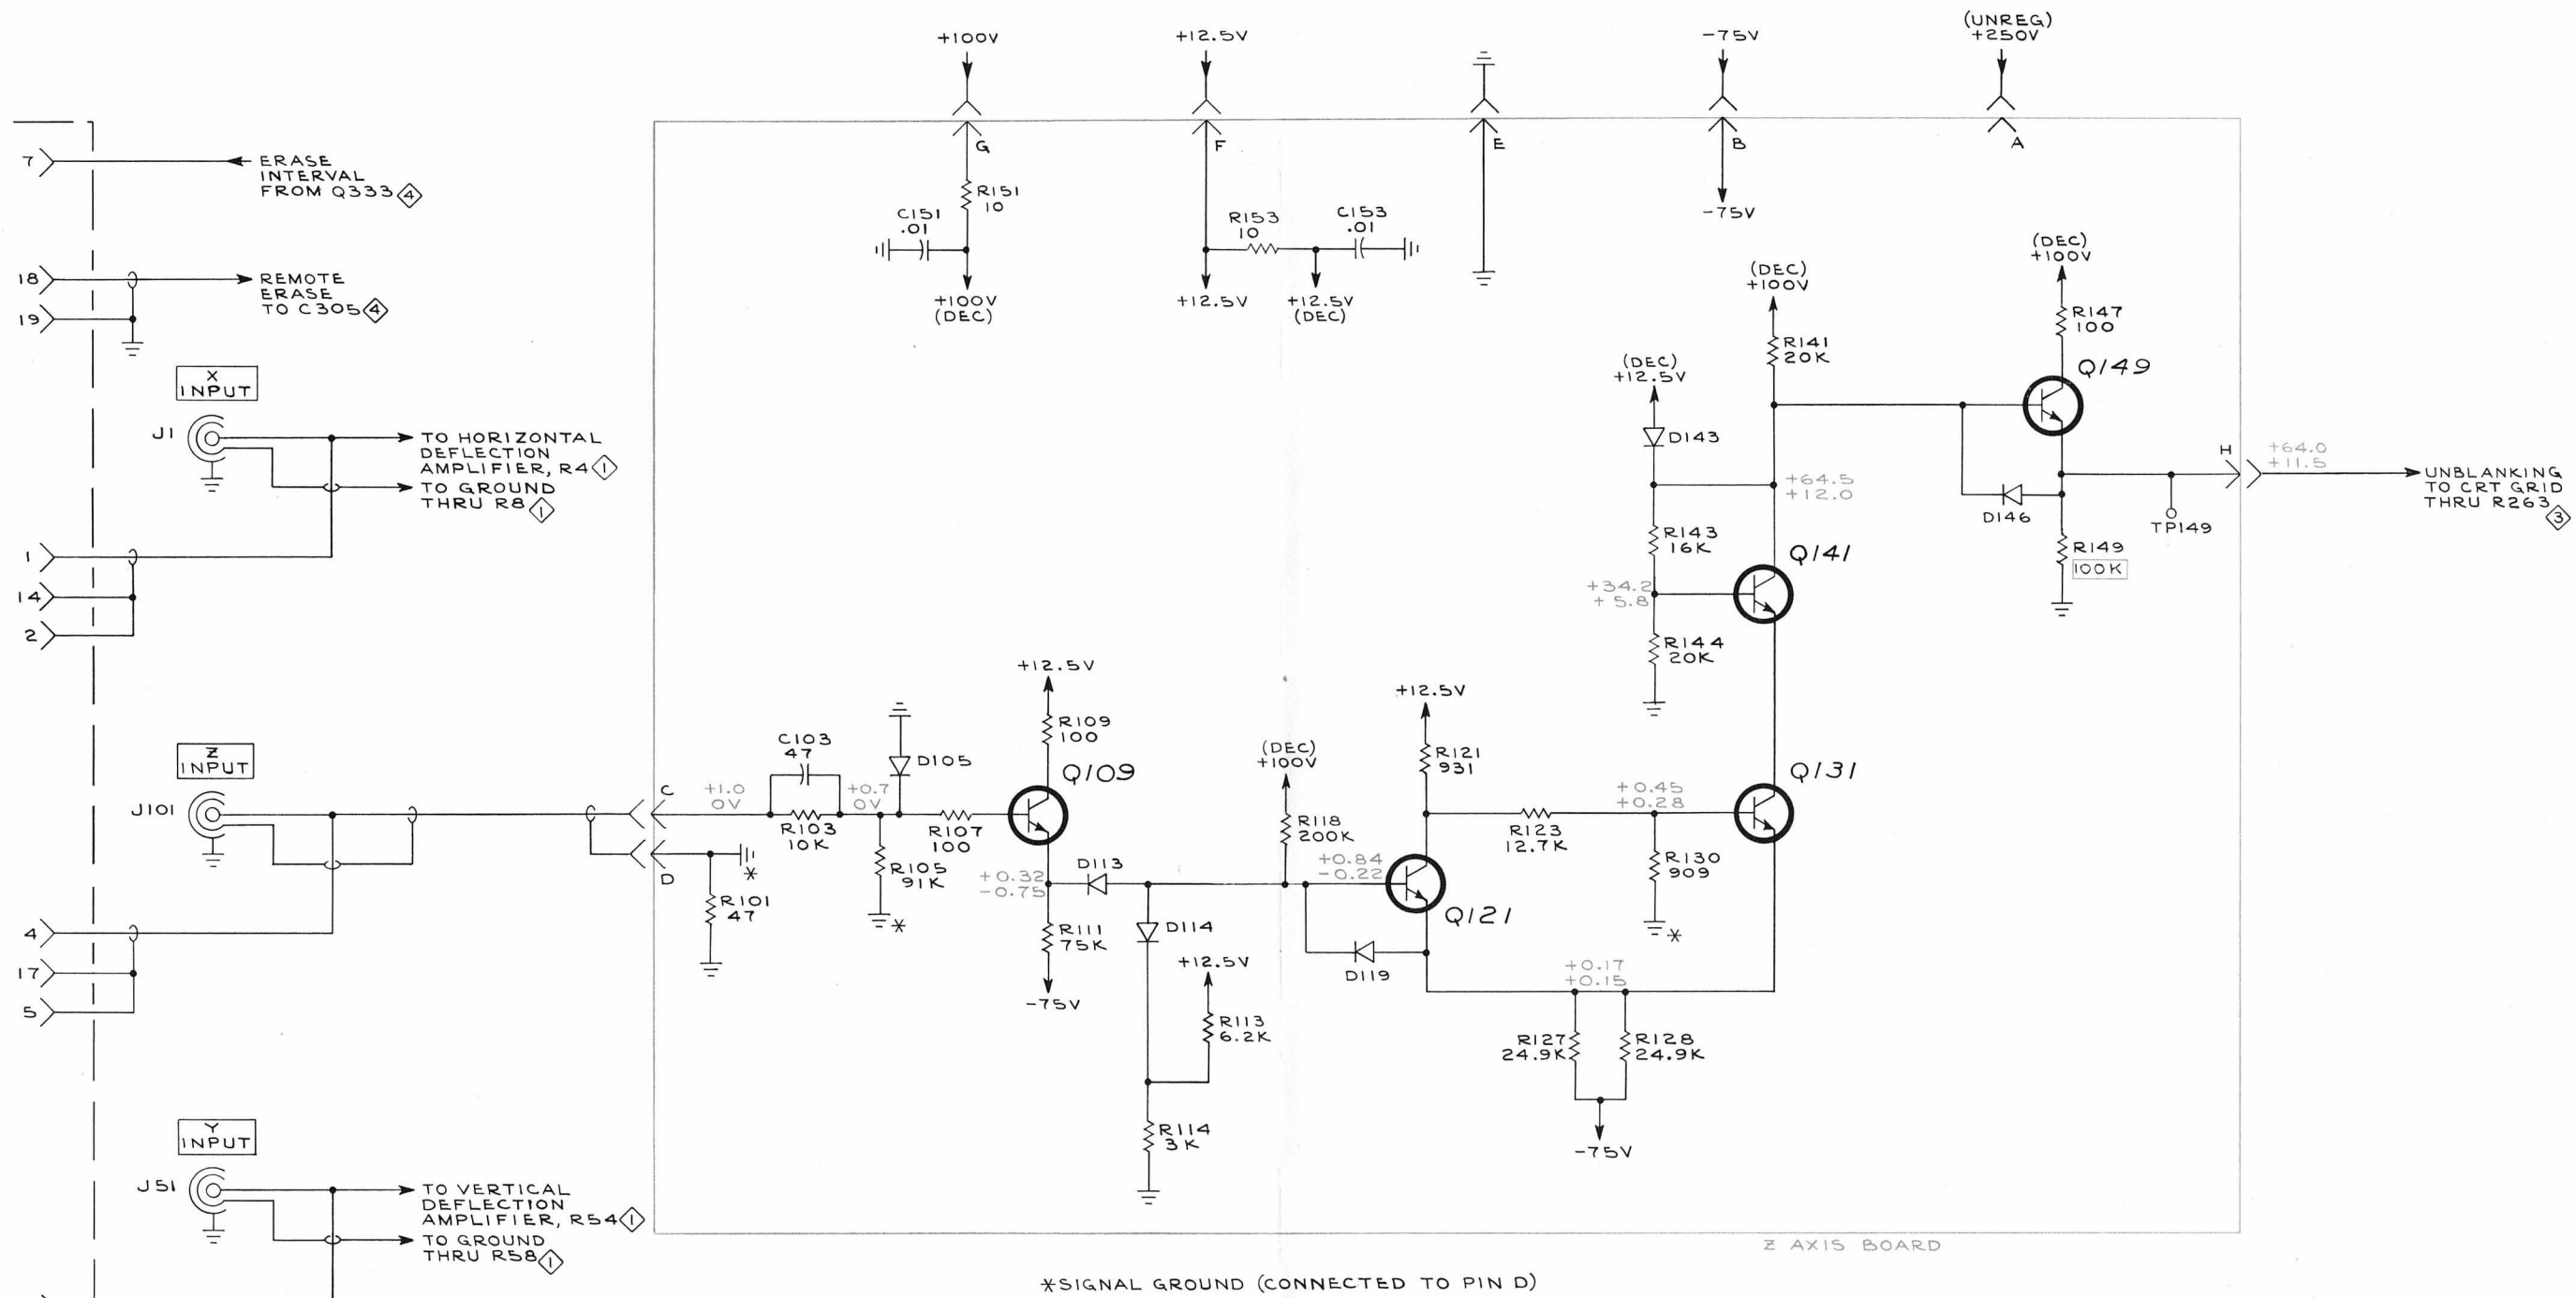 +100V
+12.5V
-75V
(UNREG)
+250V
G
F
E
B
A
7
ERASE
INTERVAL
FROM Q333 4
R151
10
C151
.01
R153
10
C153
.01
-75V
+100V
(DEC)
+12.5V
+12.5V
(DEC)
18
REMOTE
ERASE
TO C305 4
19
(DEC)
+100V
R147
100
Q149
(DEC)
+100V
R141
20K
(DEC)
+12.5V
D143
+64.5
+12.0
D146
TP149
H
+64.0
+11.5
UNBLANKING
TO CRT GRID
THRU R263 3
R149
100K
X
INPUT
J1
TO HORIZONTAL
DEFLECTION
AMPLIFIER, R4 1
TO GROUND
THRU R8 1
1
14
2
R143
16K
Q141
+34.2
+ 5.8
R144
20K
Z
INPUT
J101
C
D
+1.0
0V
C103
47
R103
10K
+0.7
0V
D105
R107
100
R105
91K
*
*
R101
47
+12.5V
R109
100
Q109
+0.32
-0.75
D113
R111
75K
-75V
D114
+12.5V
R113
6.2K
R114
3K
(DEC)
+100V
R118
200K
+0.84
-0.22
+12.5V
R121
931
Q121
D119
R123
12.7K
+0.45
+0.28
Q131
R130
909
*
+0.17
+0.15
R127
24.9K
R128
24.9K
-75V
4
17
5
Y
INPUT
J51
TO VERTICAL
DEFLECTION
AMPLIFIER, R54 1
TO GROUND
THRU R58 1
Z AXIS BOARD
*SIGNAL GROUND (CONNECTED TO PIN D)